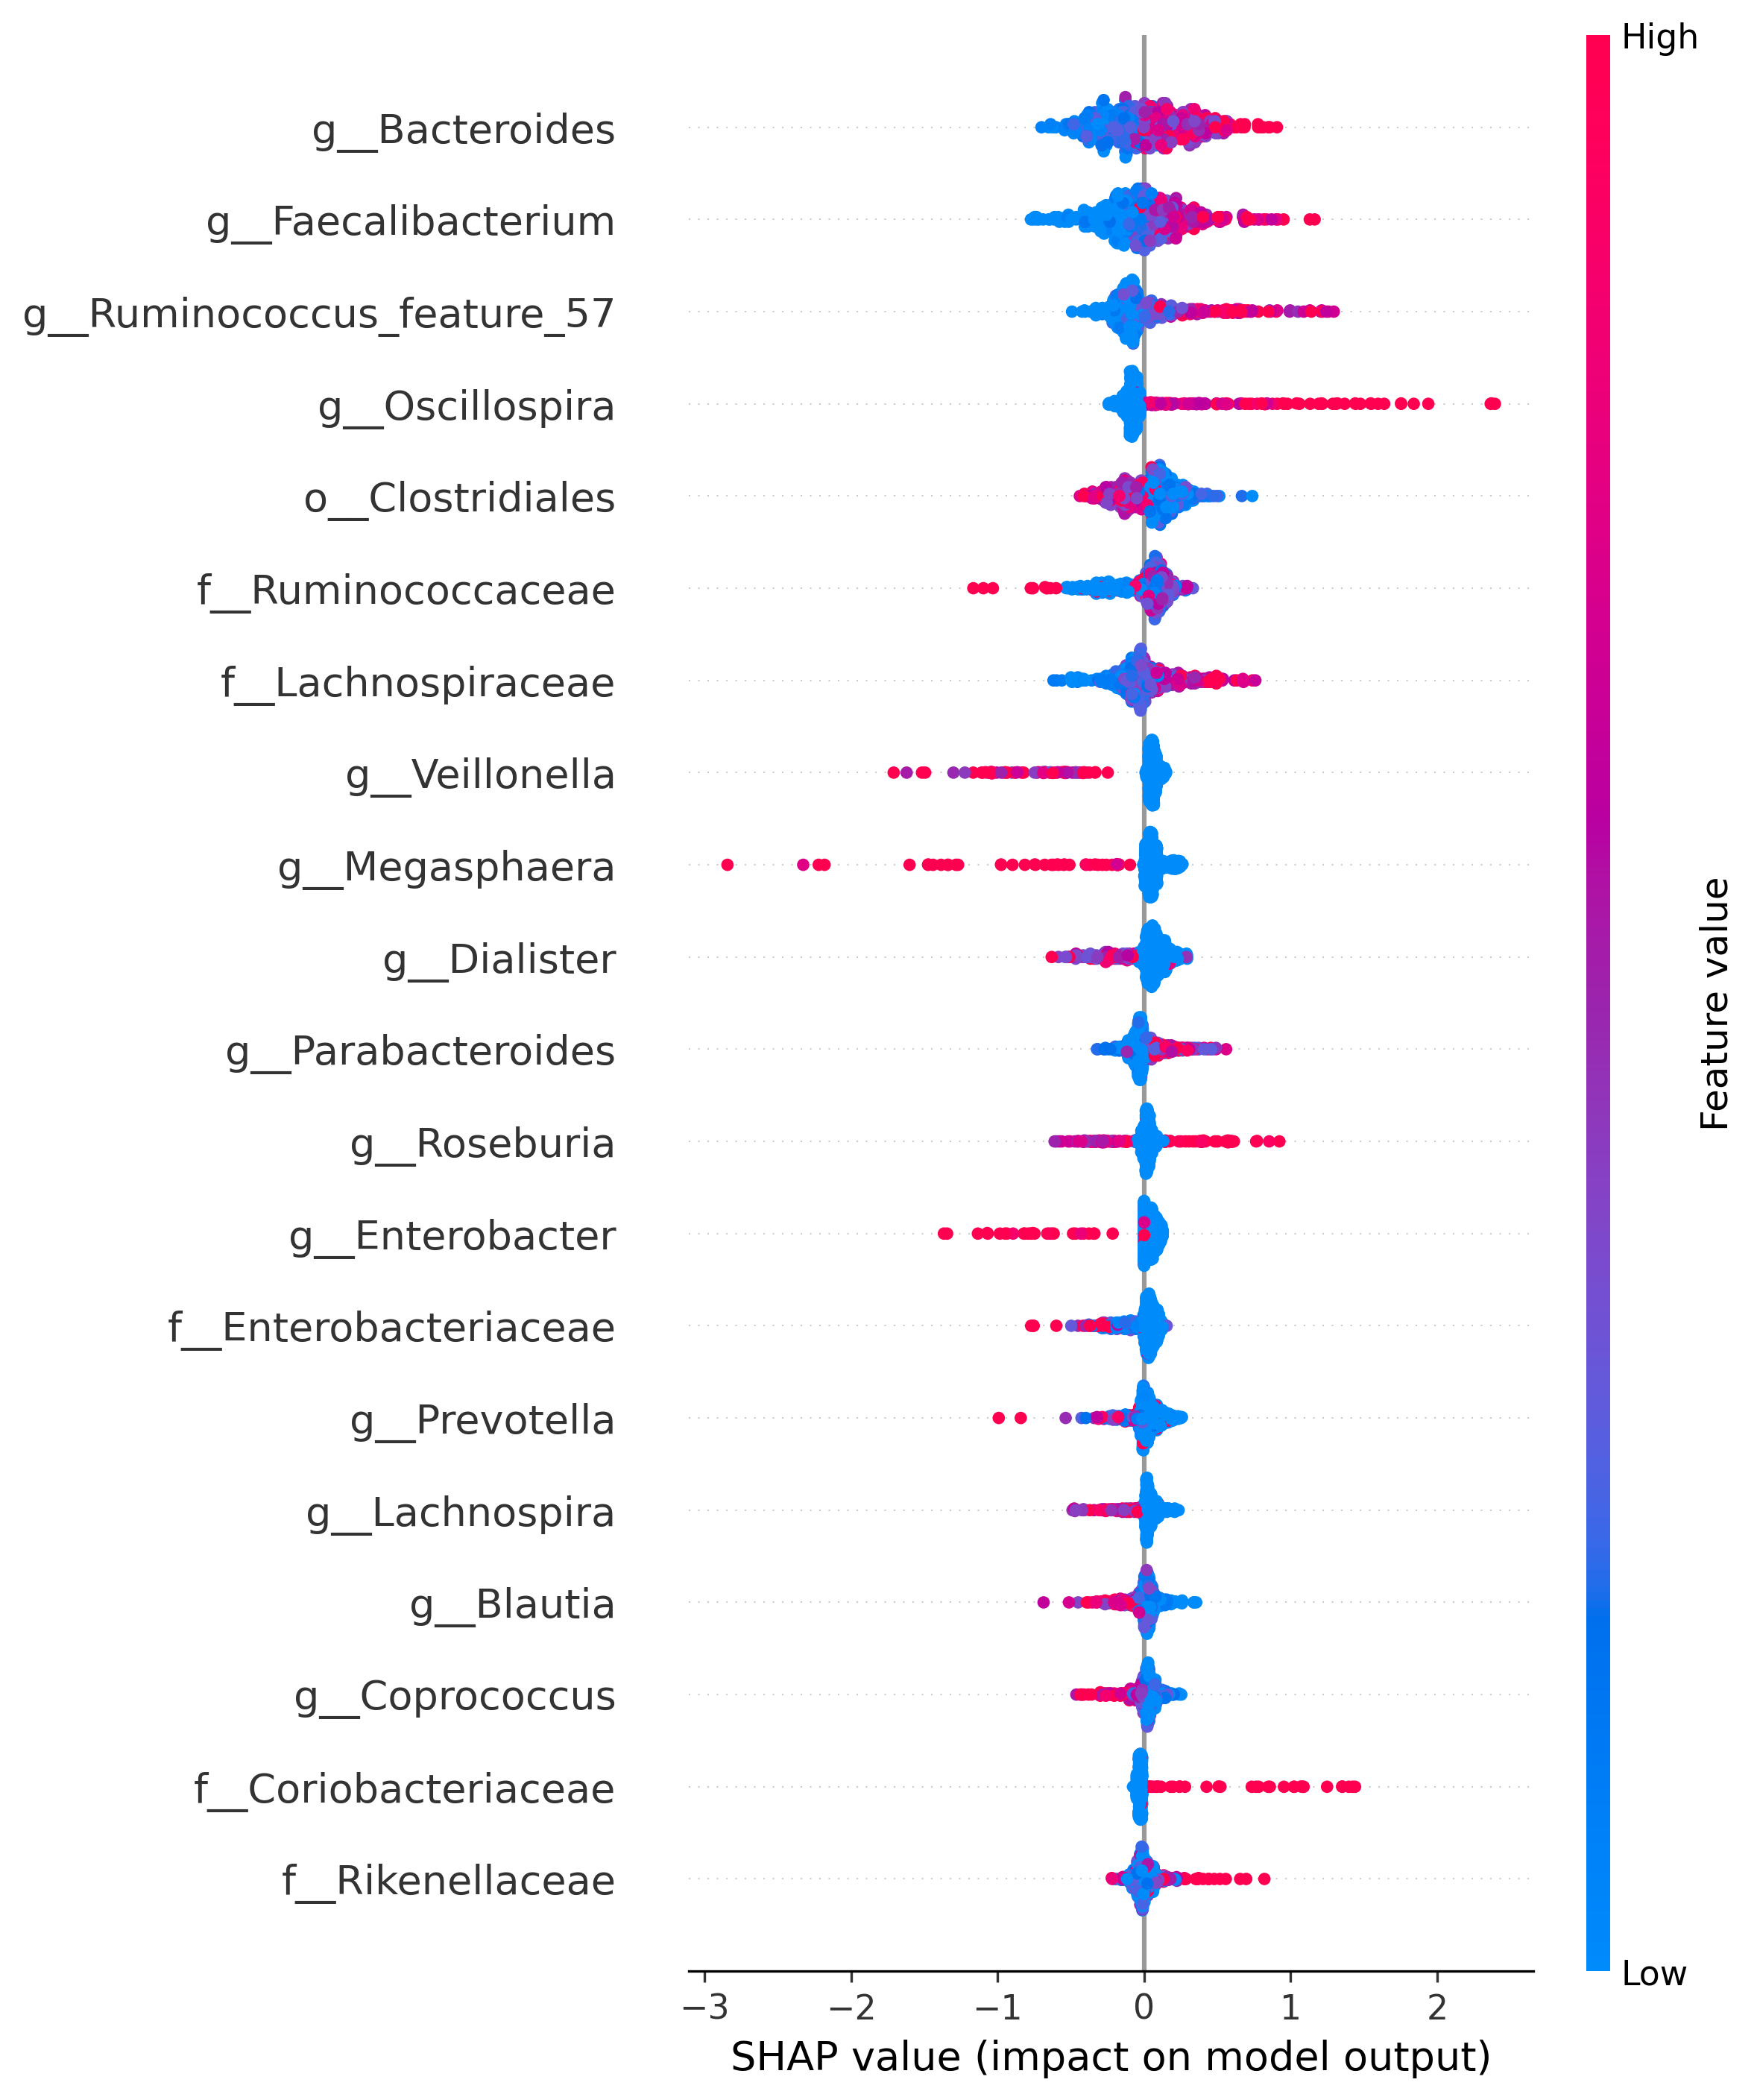 High
g__Bacteroides
g__Faecalibacterium
g__Ruminococcus_feature_57
g__Oscillospira
o__Clostridiales
f__Ruminococcaceae
f__Lachnospiraceae
g__Veillonella
g__Megasphaera
g__Dialister
g__Parabacteroides
g__Roseburia
g__Enterobacter
f__Enterobacteriaceae
g__Prevotella
g__Lachnospira
g__Blautia
g__Coprococcus
f__Coriobacteriaceae
f__Rikenellaceae
Feature value
Low
−3 −2 −1 0 1 2
SHAP value (impact on model output)